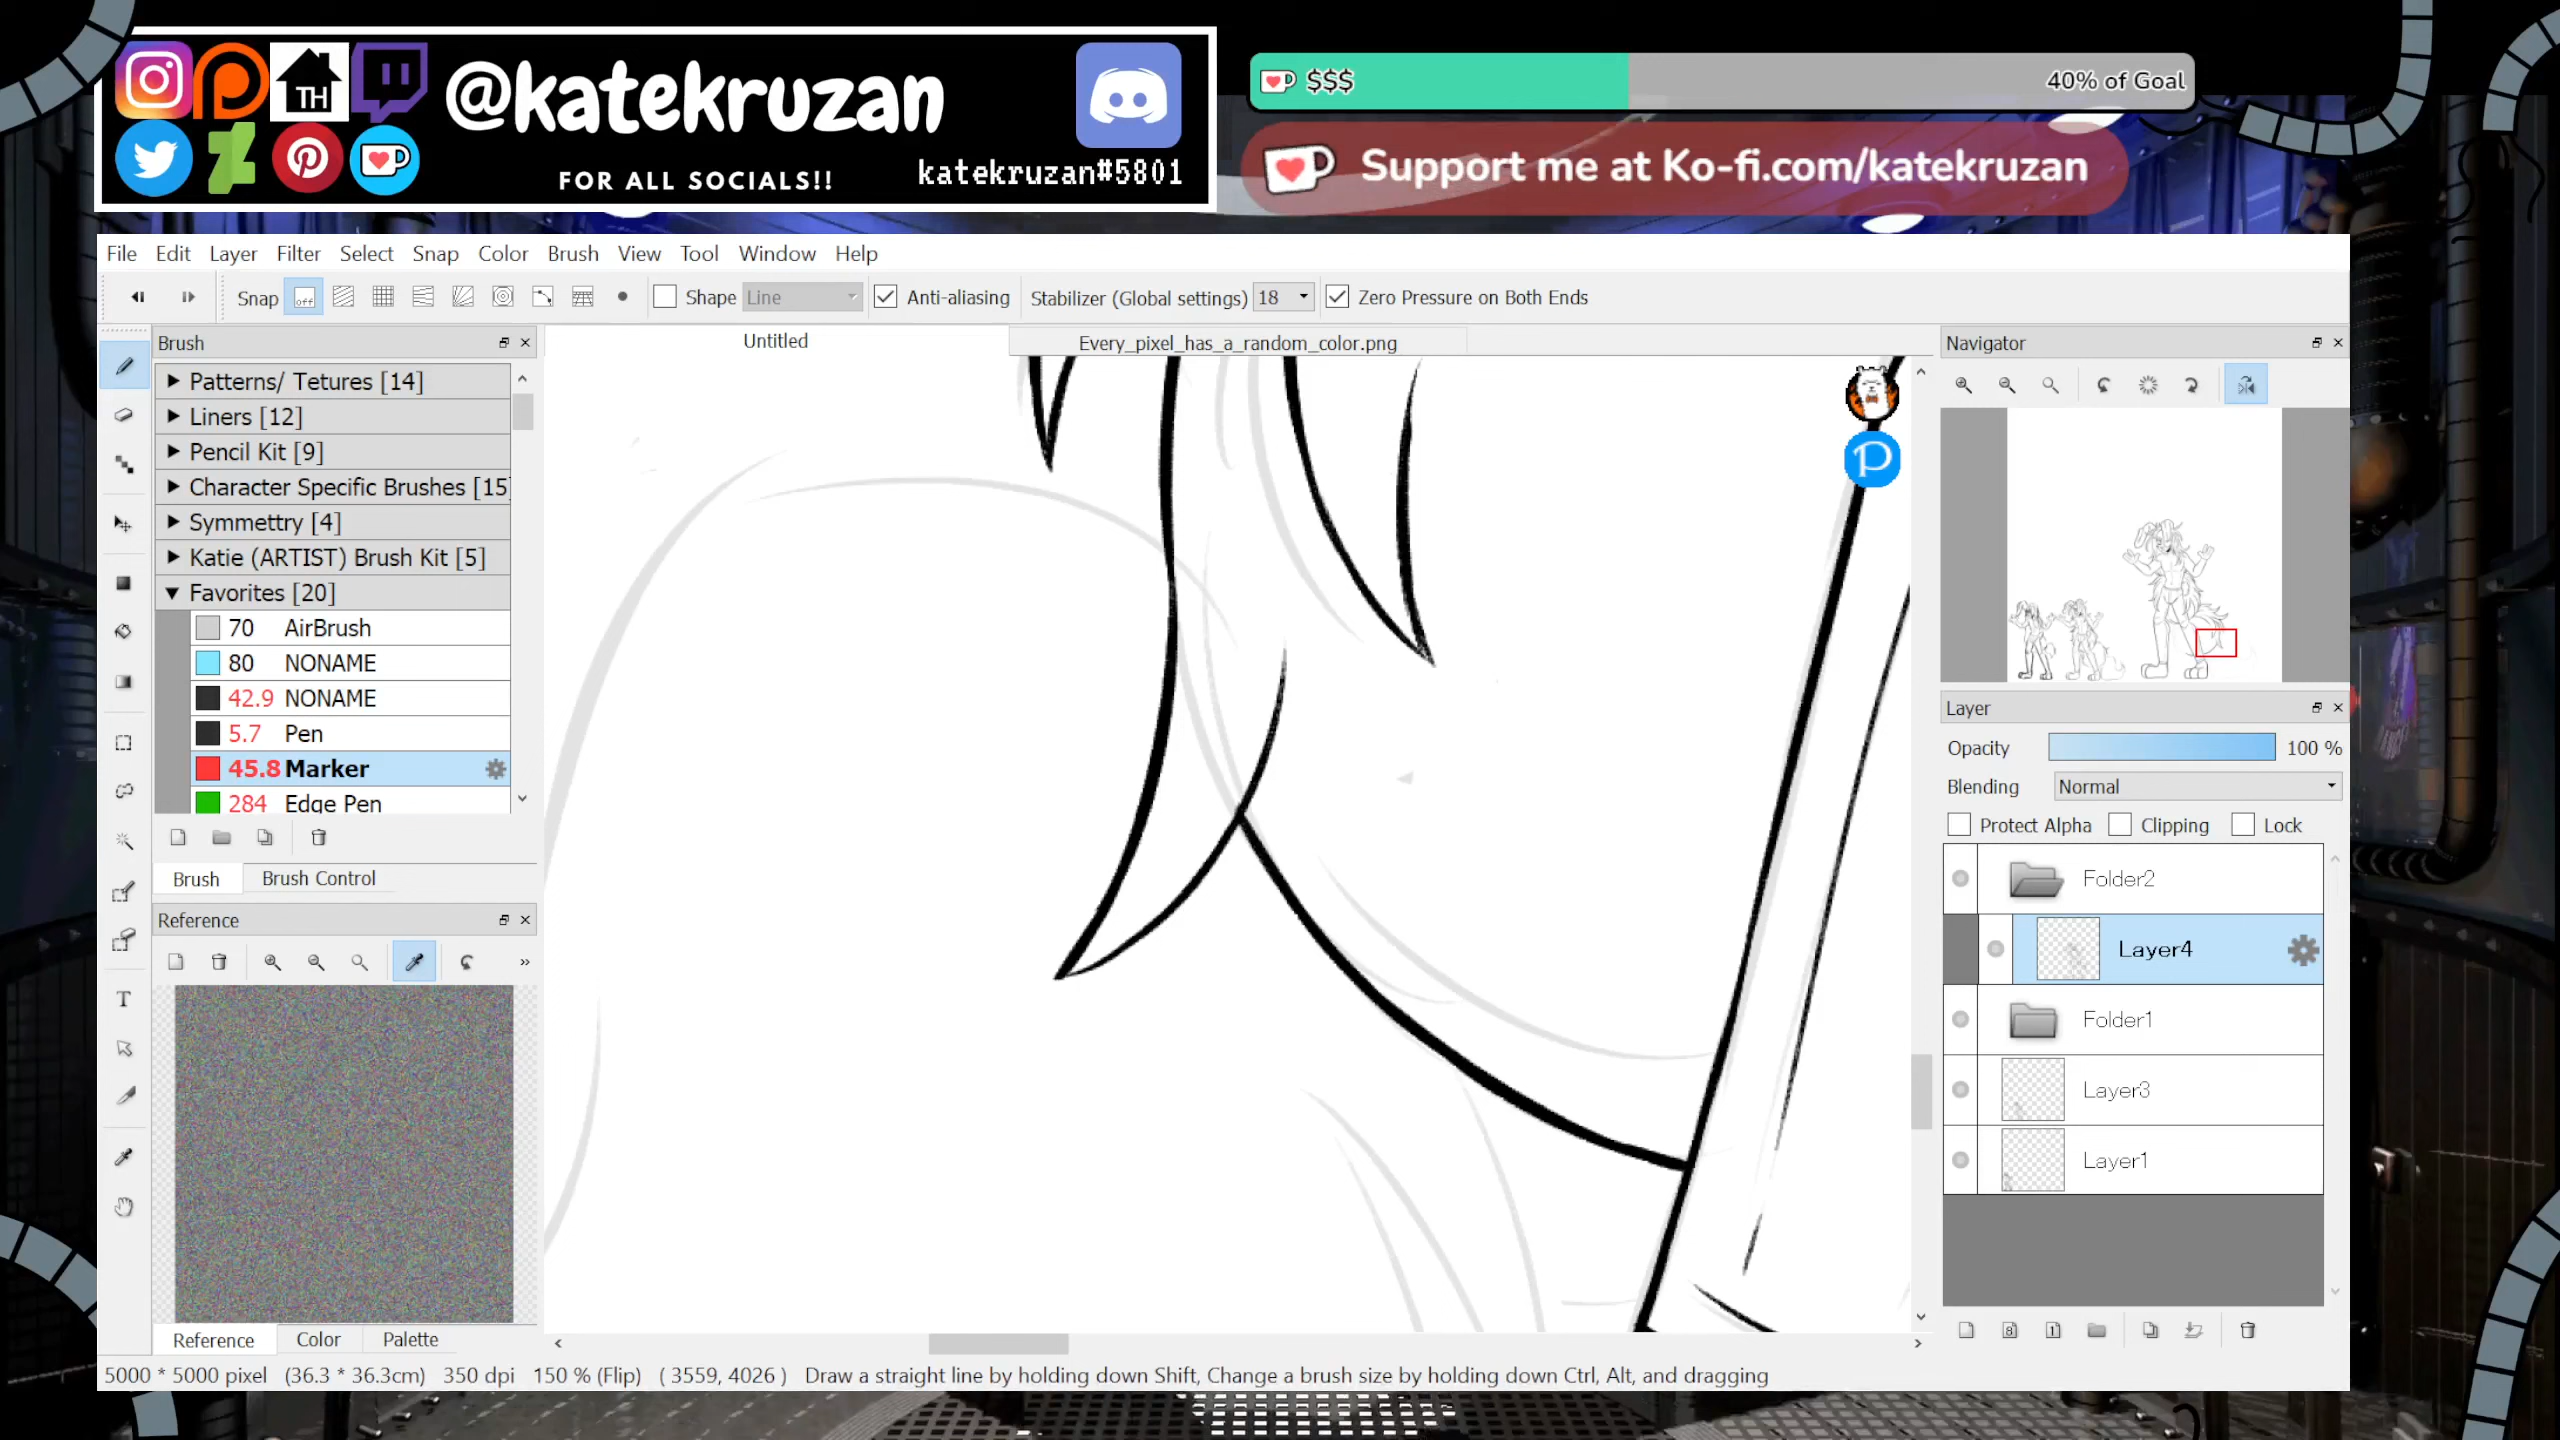 TH
@katekruzan
FOR ALL SOCIALS!!
katekruzan#5801
$$$
40% of Goal
Support me at Ko-fi.com/katekruzan
File Edit Layer Filter Select Snap Color Brush View Tool Window Help
Snap off Shape Line Anti-aliasing Stabilizer (Global settings) 18 Zero Pressure on Both Ends
Brush
Patterns/ Tetures [14]
Liners [12]
Pencil Kit [9]
Character Specific Brushes [15]
Symmettry [4]
Katie (ARTIST) Brush Kit [5]
Favorites [20]
70 AirBrush
80 NONAME
42.9 NONAME
5.7 Pen
45.8 Marker
284 Edge Pen
Brush Brush Control
Reference
»
Reference Color Palette
Untitled
Every_pixel_has_a_random_color.png
P
Navigator
Layer
Opacity 100 %
Blending Normal
Protect Alpha Clipping Lock
Folder2
Layer4
Folder1
Layer3
Layer1
8 1
T
5000 * 5000 pixel (36.3 * 36.3cm) 350 dpi 150 % (Flip) ( 3559, 4026 ) Draw a straight line by holding down Shift, Change a brush size by holding down Ctrl, Alt, and dragging